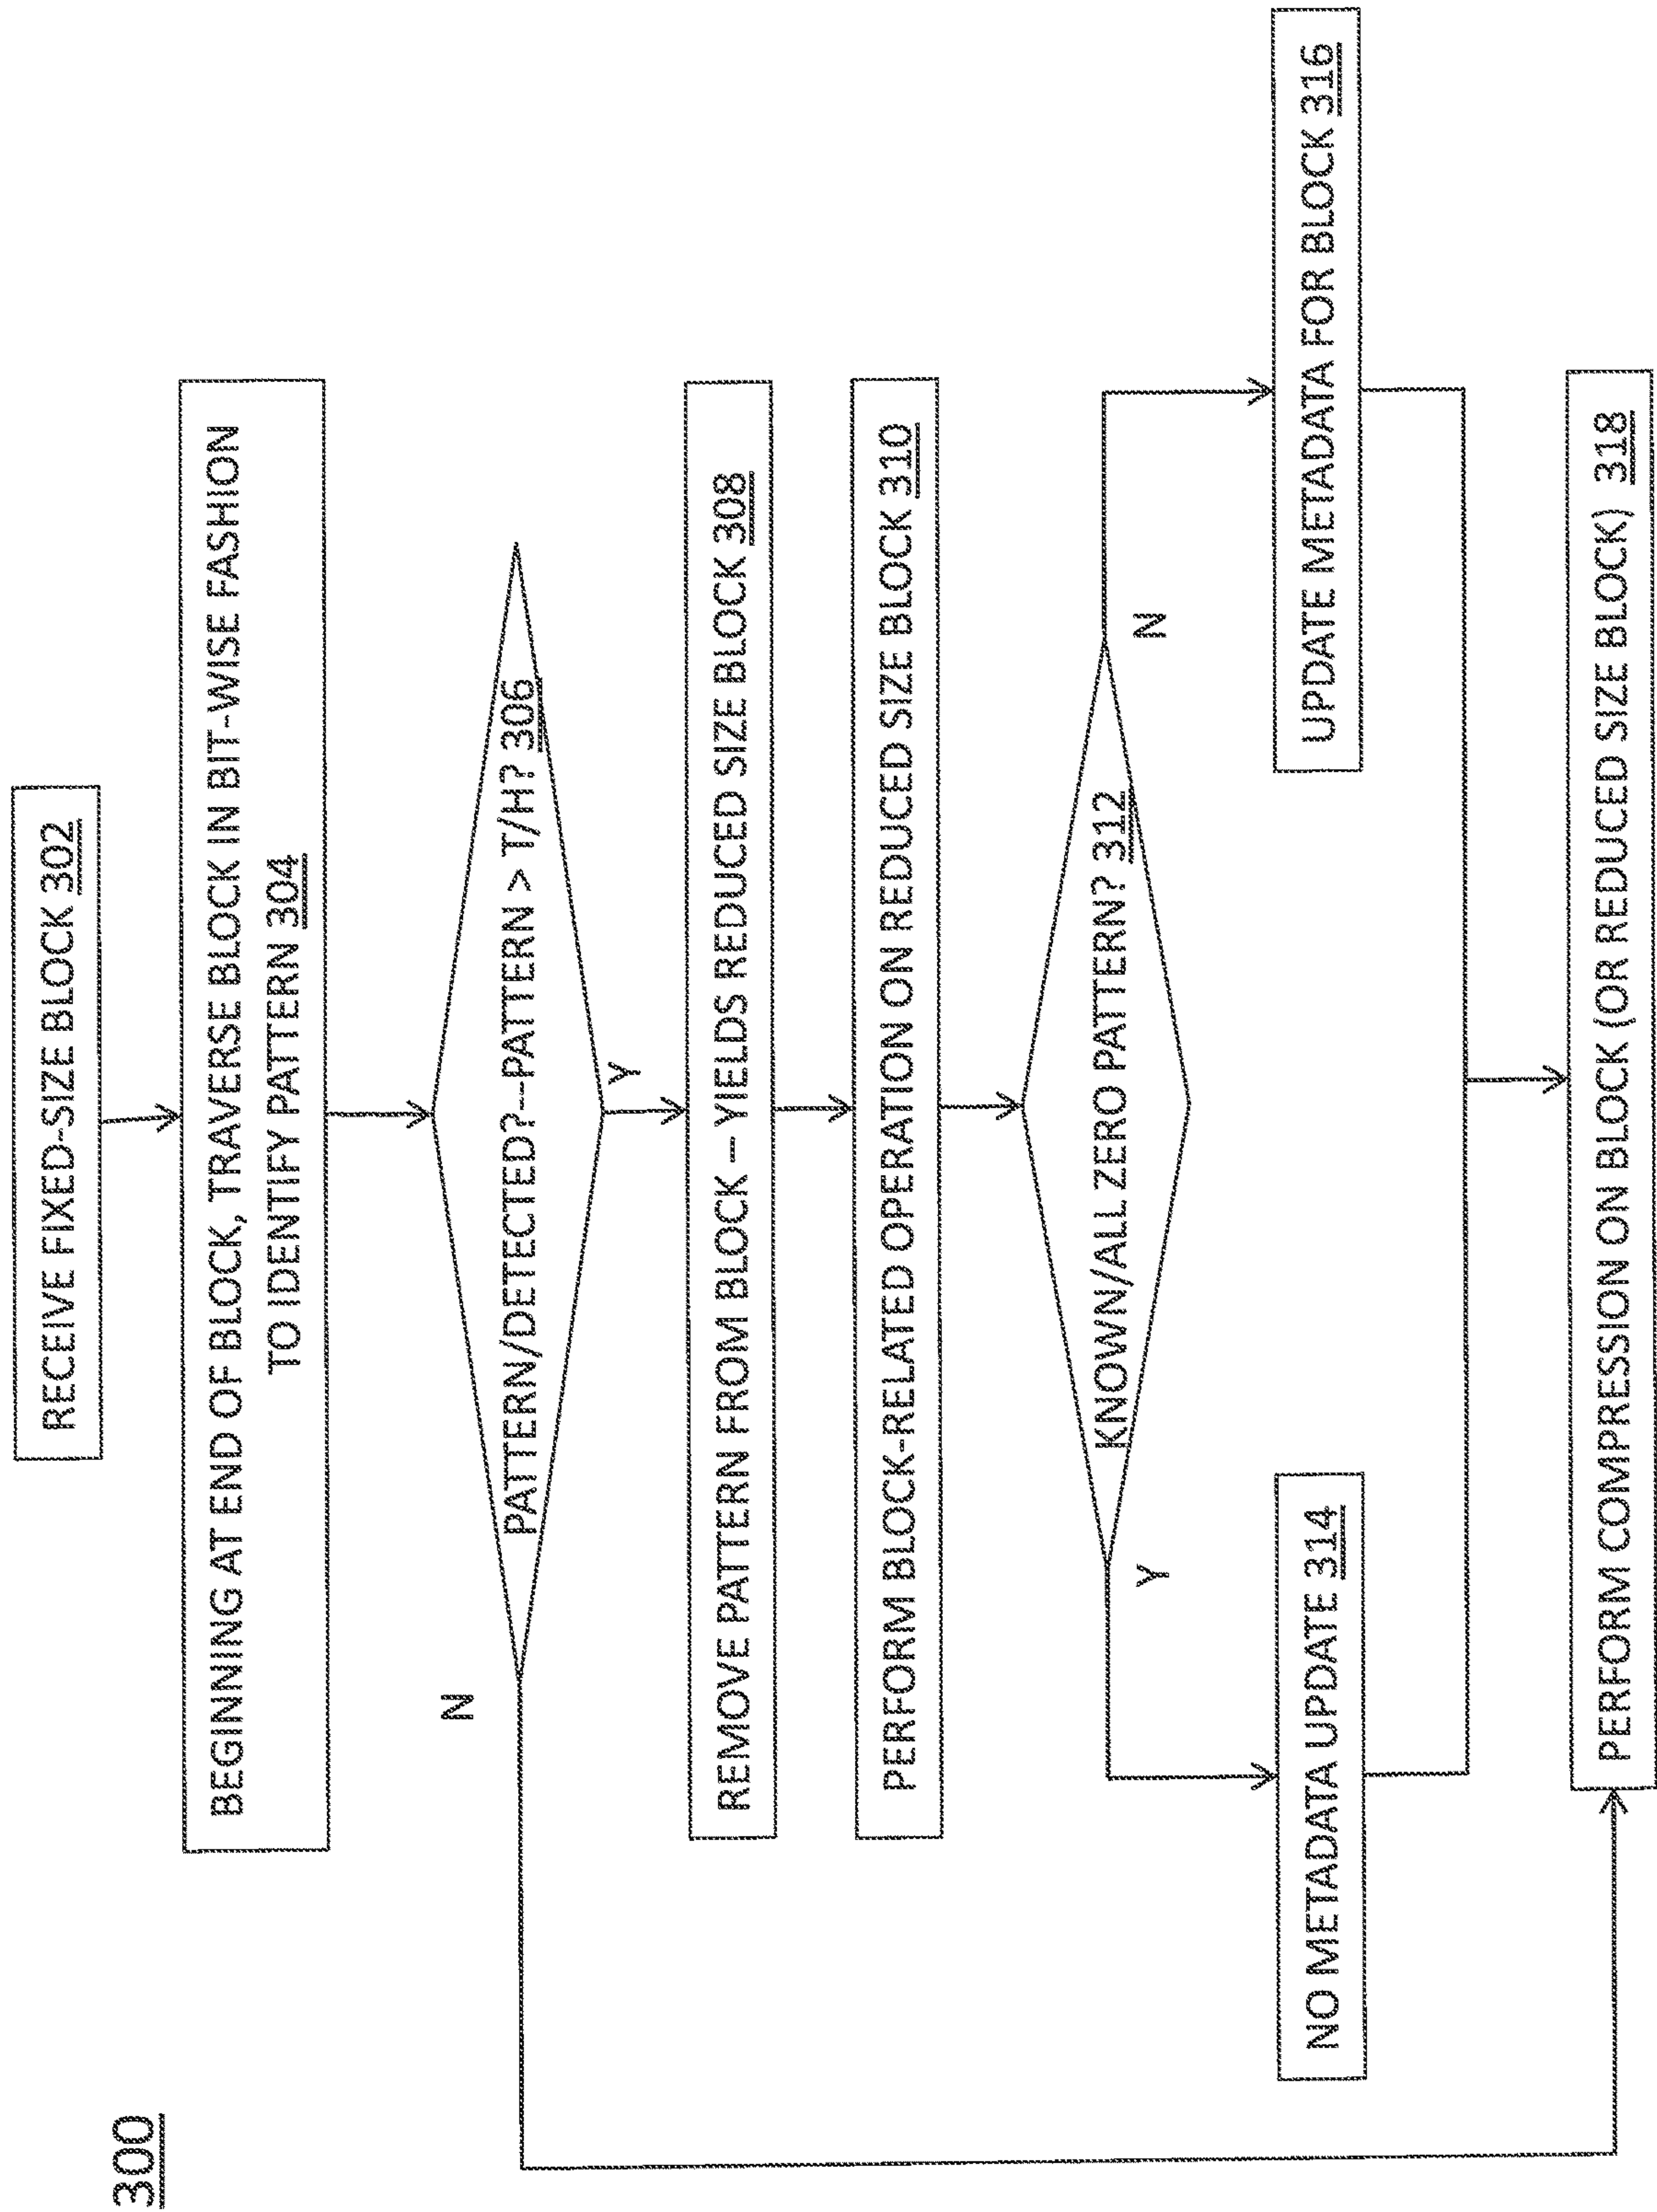 300
RECEIVE FIXED-SIZE BLOCK 302
BEGINNING AT END OF BLOCK, TRAVERSE BLOCK IN BIT-WISE FASHION
TO IDENTIFY PATTERN 304
PATTERN/DETECTED?--PATTERN > T/H? 306
N
Y
REMOVE PATTERN FROM BLOCK – YIELDS REDUCED SIZE BLOCK 308
PERFORM BLOCK-RELATED OPERATION ON REDUCED SIZE BLOCK 310
KNOWN/ALL ZERO PATTERN? 312
Y
N
NO METADATA UPDATE 314
UPDATE METADATA FOR BLOCK 316
PERFORM COMPRESSION ON BLOCK (OR REDUCED SIZE BLOCK) 318